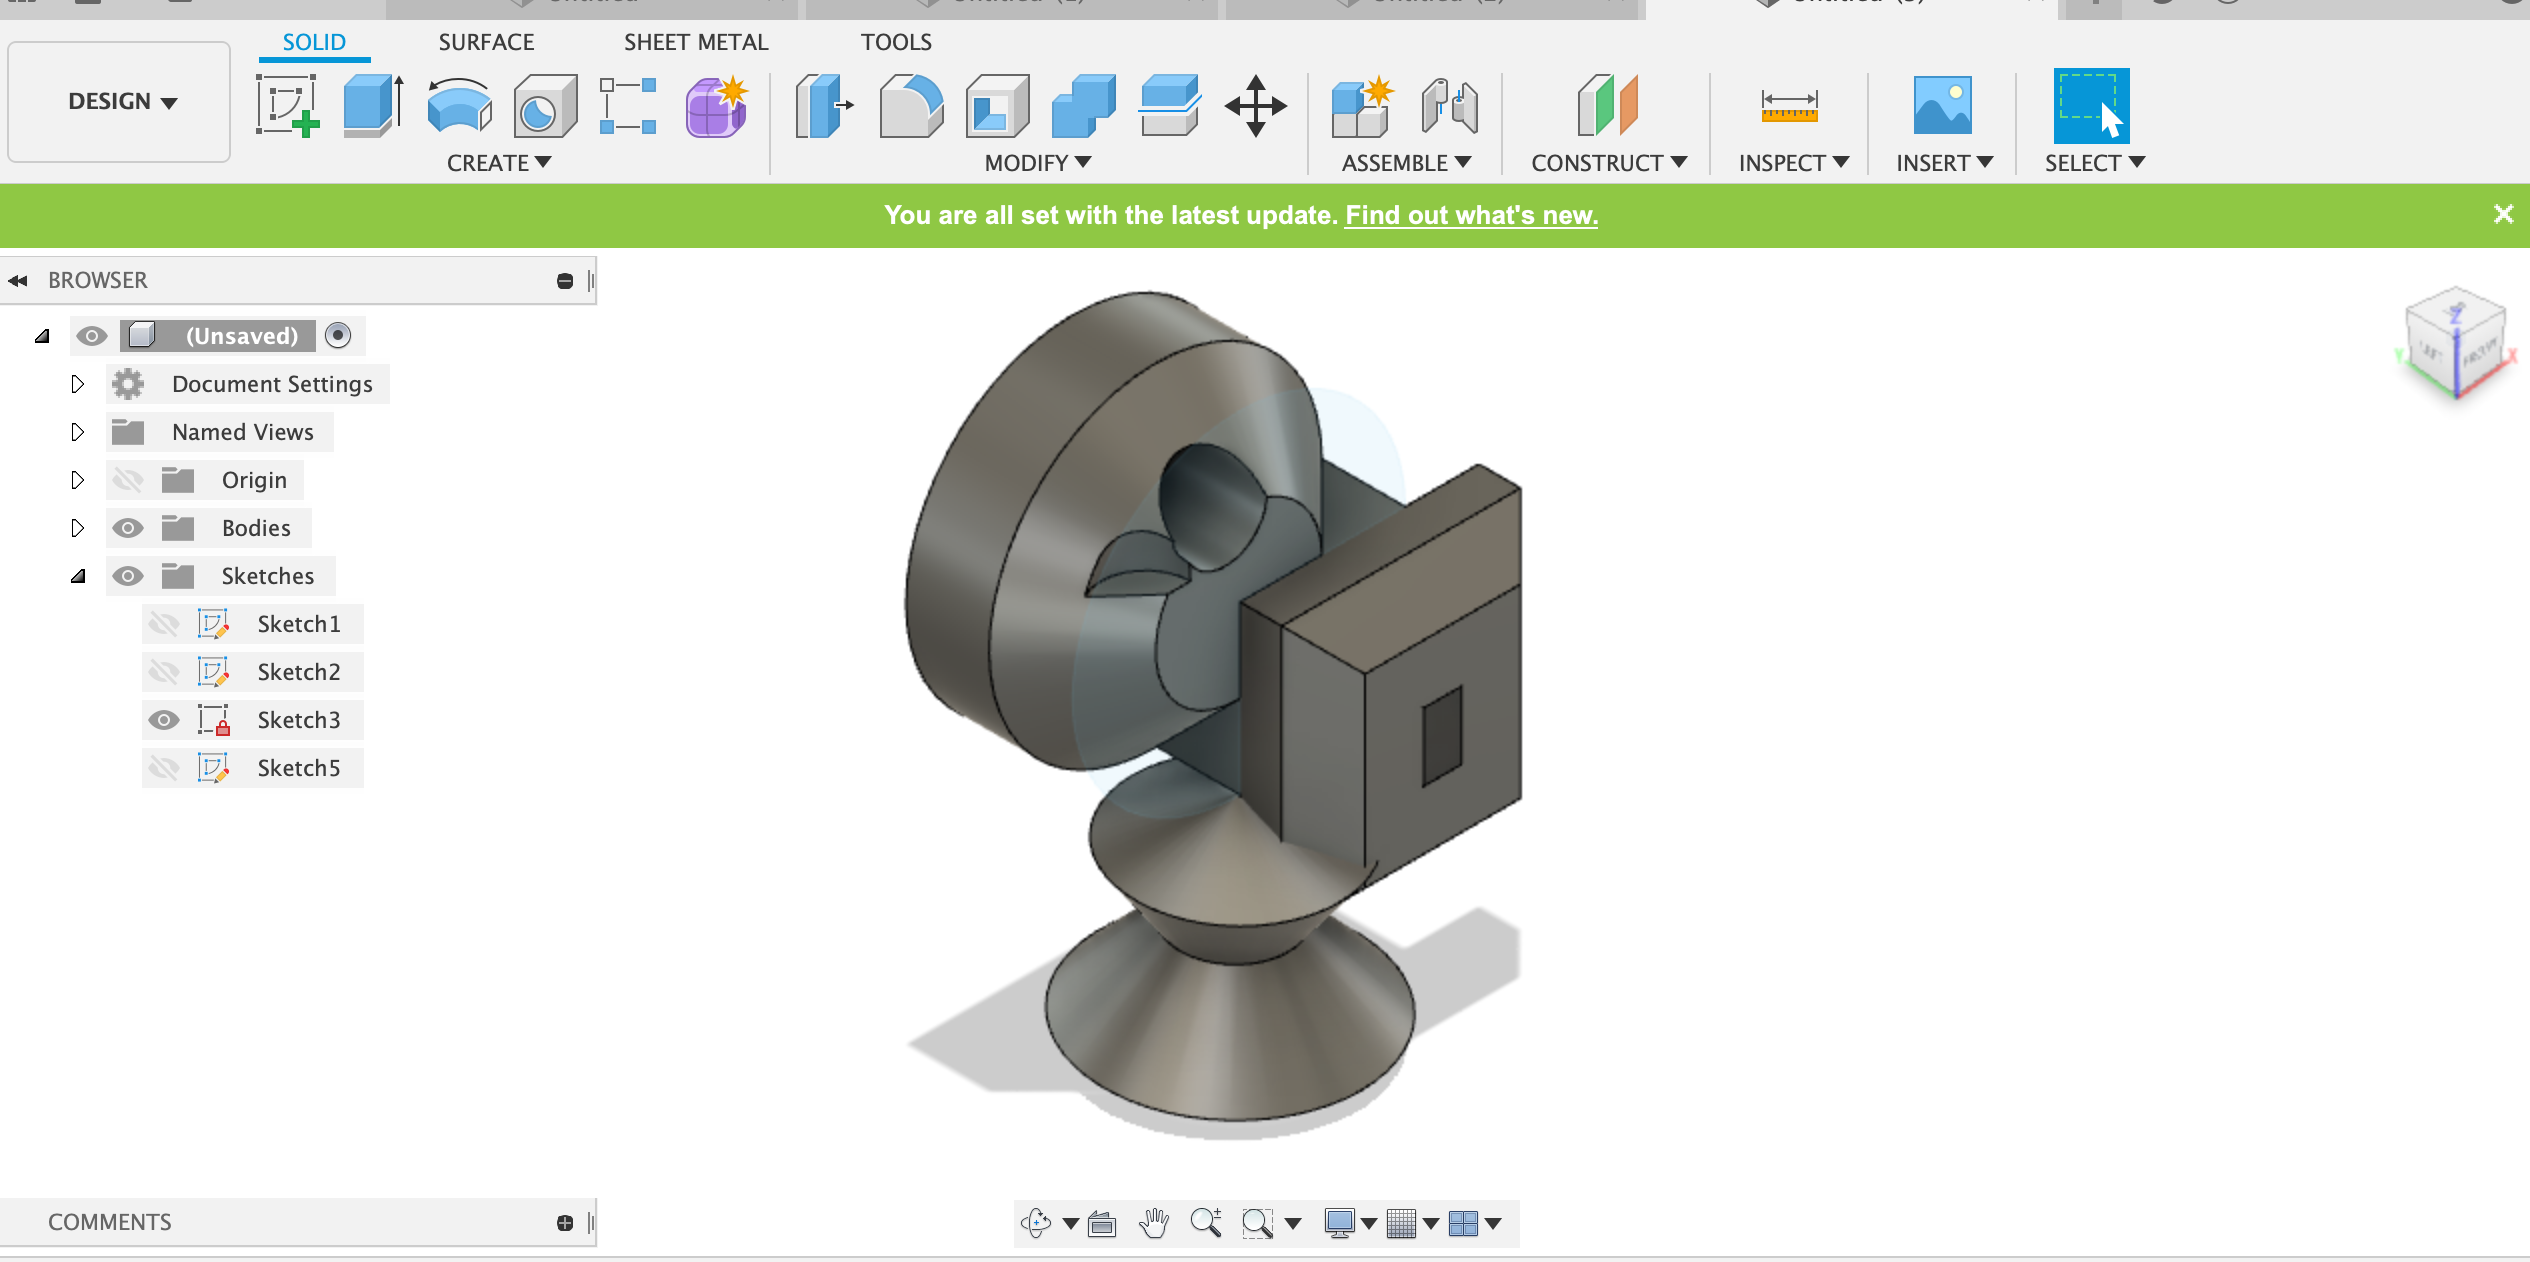 SOLID SURFACE SHEET METAL TOOLS
DESIGN
CREATE MODIFY ASSEMBLE CONSTRUCT INSPECT INSERT SELECT
You are all set with the latest update. Find out what's new.
BROWSER
(Unsaved)
Document Settings
Named Views
Origin
Bodies
Sketches
Sketch1
Sketch2
Sketch3
Sketch5
Z
LEFT FRONT
Y X
COMMENTS